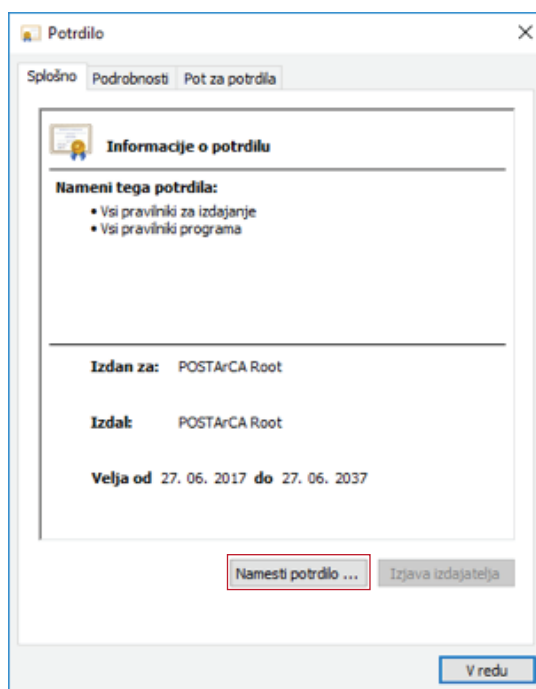 Potrdilo
Splošno Podrobnosti Pot za potrdila
Informacije o potrdilu
Nameni tega potrdila:
• Vsi pravilniki za izdajanje
• Vsi pravilniki programa
Izdan za: POSTArCA Root
Izdal: POSTArCA Root
Velja od 27. 06. 2017 do 27. 06. 2037
Namesti potrdilo ... Izjava izdajatelja
V redu